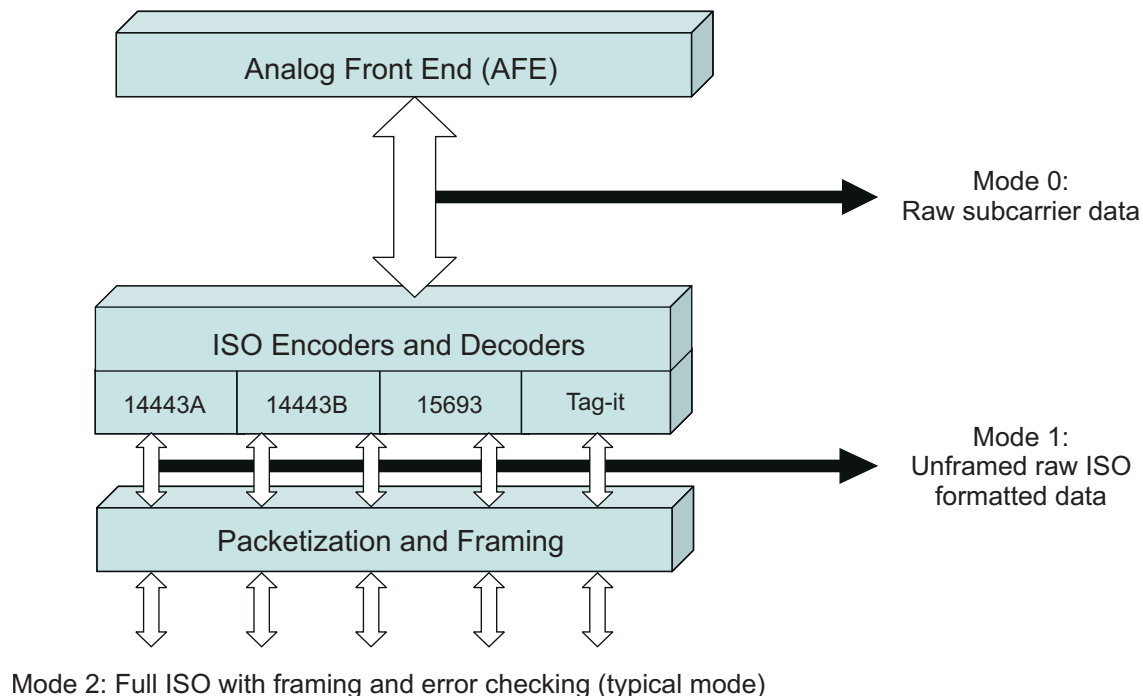 Analog Front End (AFE)
Mode 0:
Raw subcarrier data
ISO Encoders and Decoders
14443A
14443B
15693
Tag-it
Mode 1:
Unframed raw ISO
formatted data
Packetization and Framing
Mode 2: Full ISO with framing and error checking (typical mode)